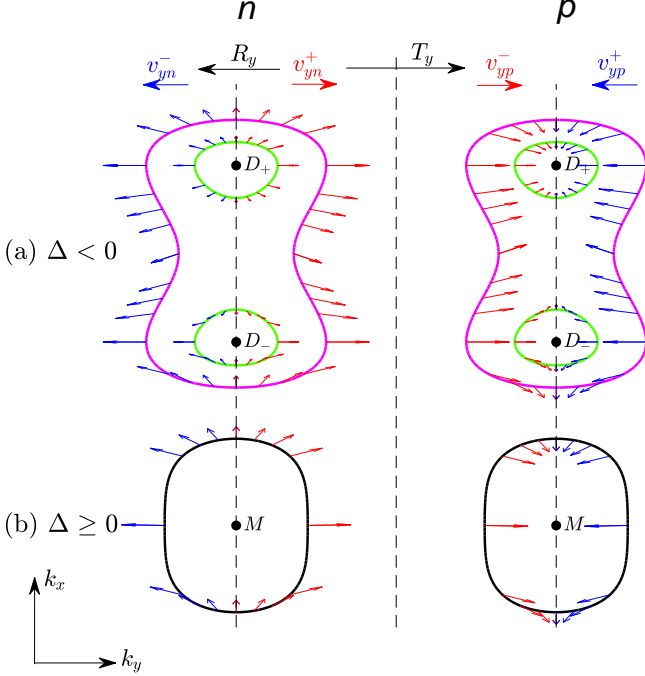 n p
v_{yn}^{-} R_y v_{yn}^{+} T_y v_{yp}^{-} v_{yp}^{+}
D_+ D_+
(a) Δ < 0
D_− D_−
(b) Δ ≥ 0 M M
k_x
k_y